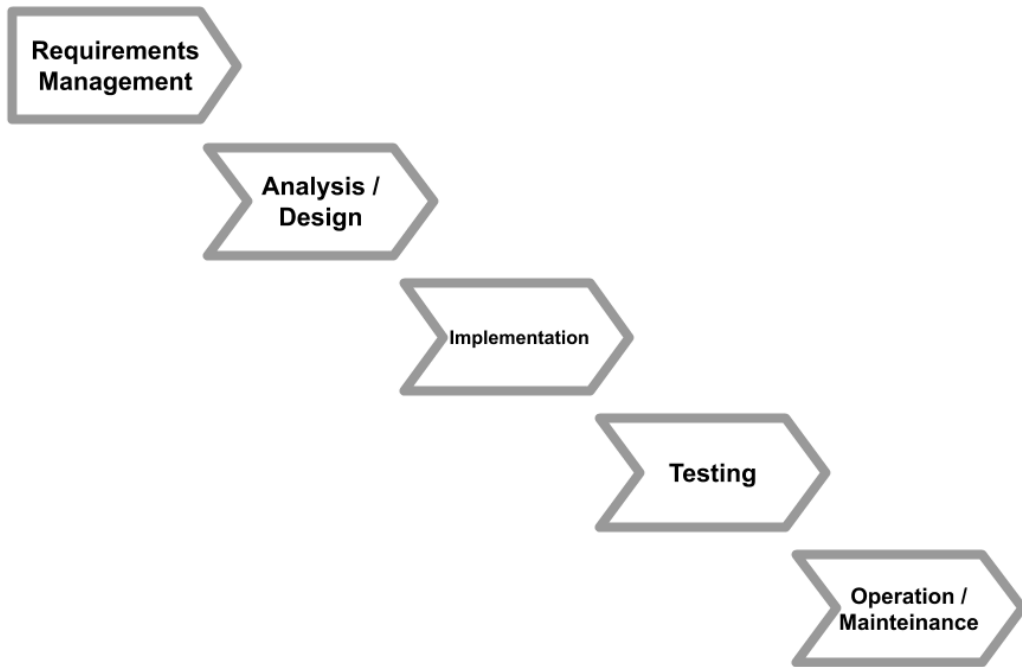 Requirements
Management
Analysis /
Design
Implementation
Testing
Operation /
Mainteinance